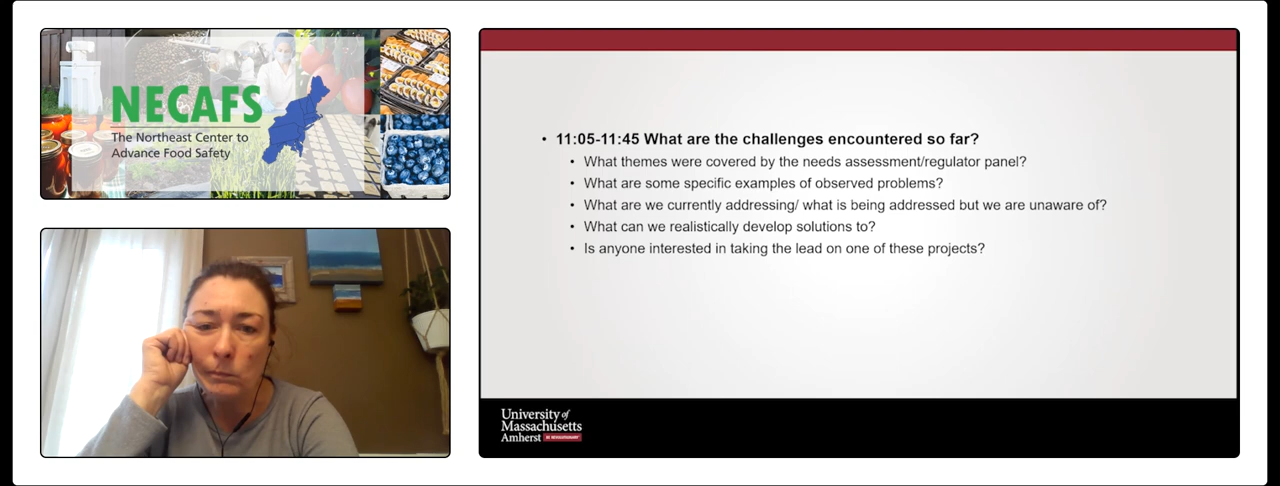 NECAFS
The Northeast Center to
Advance Food Safety
• 11:05-11:45 What are the challenges encountered so far?
• What themes were covered by the needs assessment/regulator panel?
• What are some specific examples of observed problems?
• What are we currently addressing/ what is being addressed but we are unaware of?
• What can we realistically develop solutions to?
• Is anyone interested in taking the lead on one of these projects?
University of
Massachusetts
Amherst BE REVOLUTIONARY